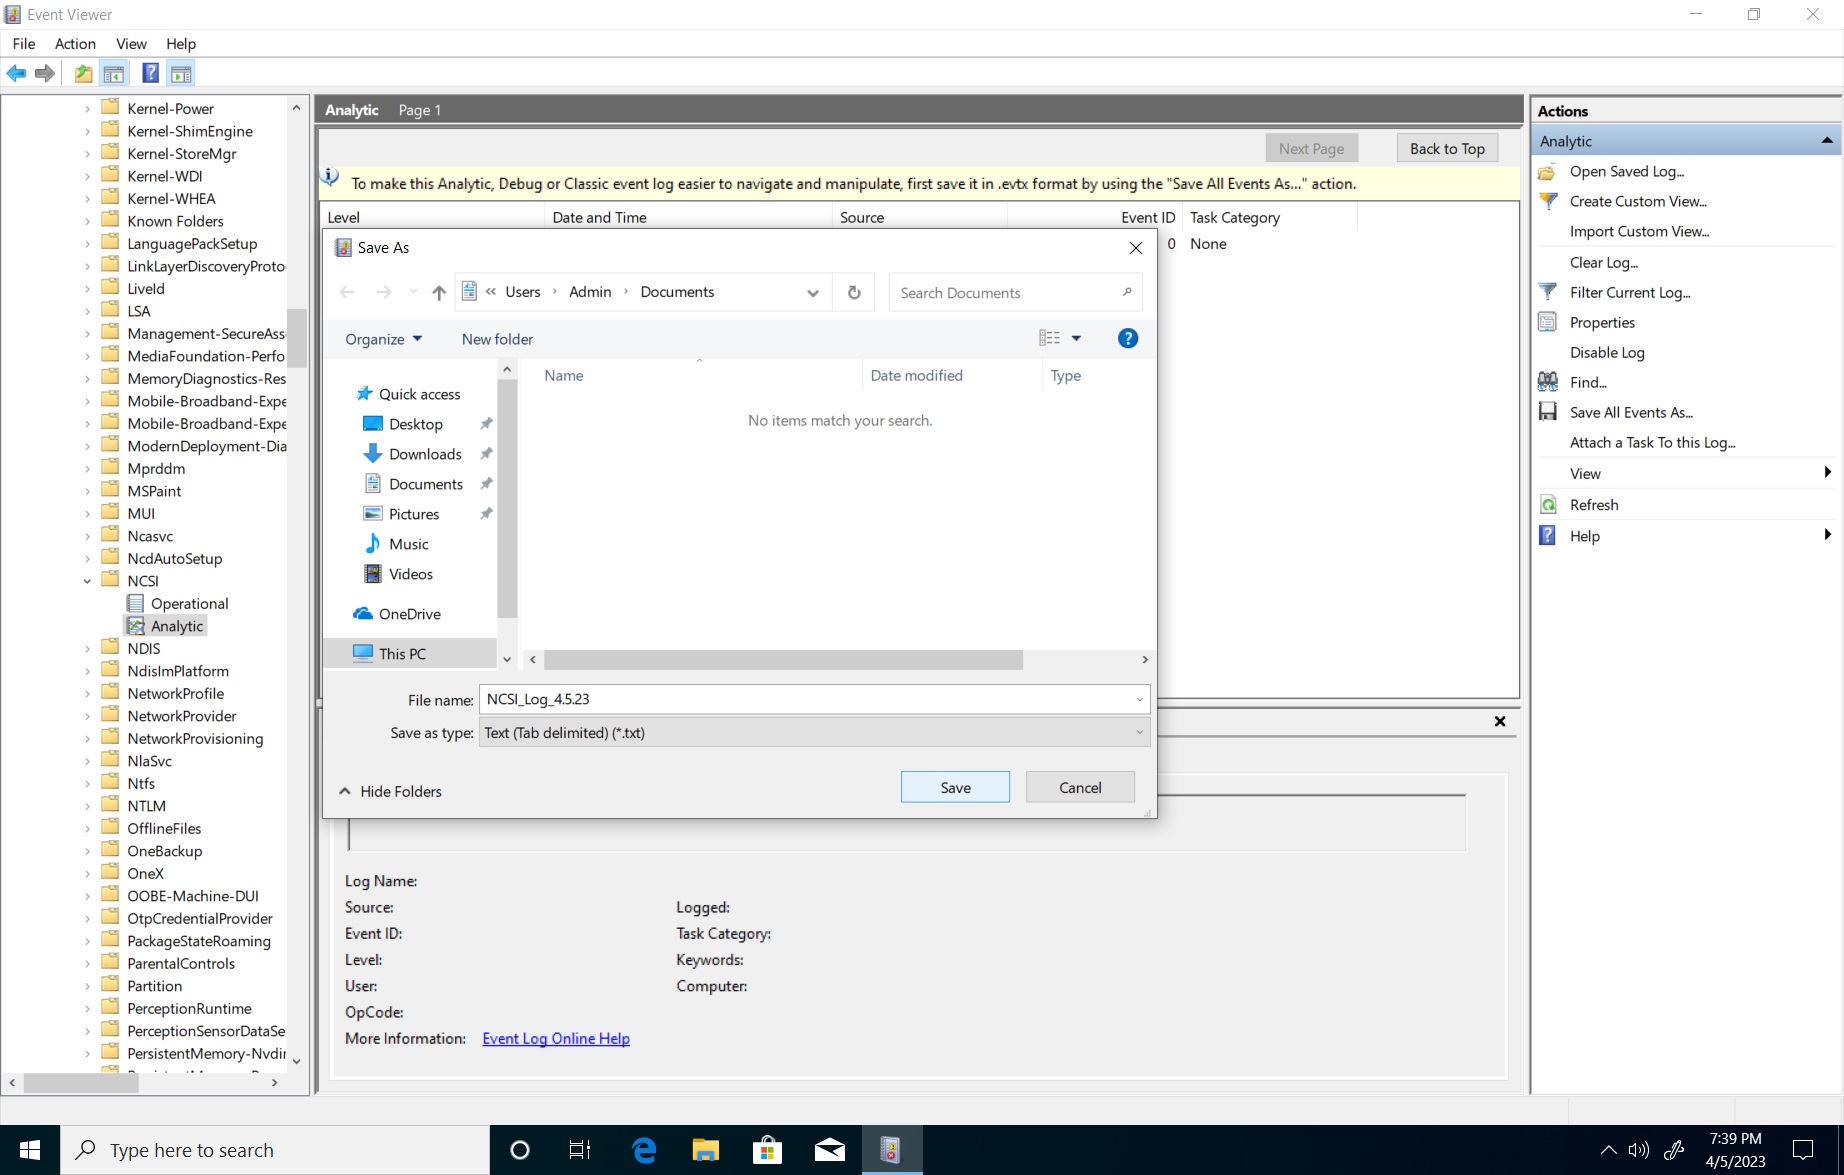 Event Viewer
File Action View Help
Kernel-Power
Kernel-ShimEngine
Kernel-StoreMgr
Kernel-WDI
Kernel-WHEA
Known Folders
LanguagePackSetup
LinkLayerDiscoveryProto
LiveId
LSA
Management-SecureAss
MediaFoundation-Perfo
MemoryDiagnostics-Res
Mobile-Broadband-Expe
Mobile-Broadband-Expe
ModernDeployment-Dia
Mprddm
MSPaint
MUI
Ncasvc
NcdAutoSetup
NCSI
Operational
Analytic
NDIS
NdisImPlatform
NetworkProfile
NetworkProvider
NetworkProvisioning
NlaSvc
Ntfs
NTLM
OfflineFiles
OneBackup
OneX
OOBE-Machine-DUI
OtpCredentialProvider
PackageStateRoaming
ParentalControls
Partition
PerceptionRuntime
PerceptionSensorDataSe
PersistentMemory-Nvdir
Analytic Page 1
Next Page Back to Top
To make this Analytic, Debug or Classic event log easier to navigate and manipulate, first save it in .evtx format by using the "Save All Events As..." action.
Level Date and Time Source Event ID Task Category
0 None
Save As
« Users › Admin › Documents
Search Documents
Organize New folder
Quick access
Desktop
Downloads
Documents
Pictures
Music
Videos
OneDrive
This PC
Name Date modified Type
No items match your search.
File name: NCSI_Log_4.5.23
Save as type: Text (Tab delimited) (*.txt)
Hide Folders
Save Cancel
Log Name:
Source: Logged:
Event ID: Task Category:
Level: Keywords:
User: Computer:
OpCode:
More Information: Event Log Online Help
Actions
Analytic
Open Saved Log...
Create Custom View...
Import Custom View...
Clear Log...
Filter Current Log...
Properties
Disable Log
Find...
Save All Events As...
Attach a Task To this Log...
View
Refresh
Help
Type here to search
7:39 PM
4/5/2023